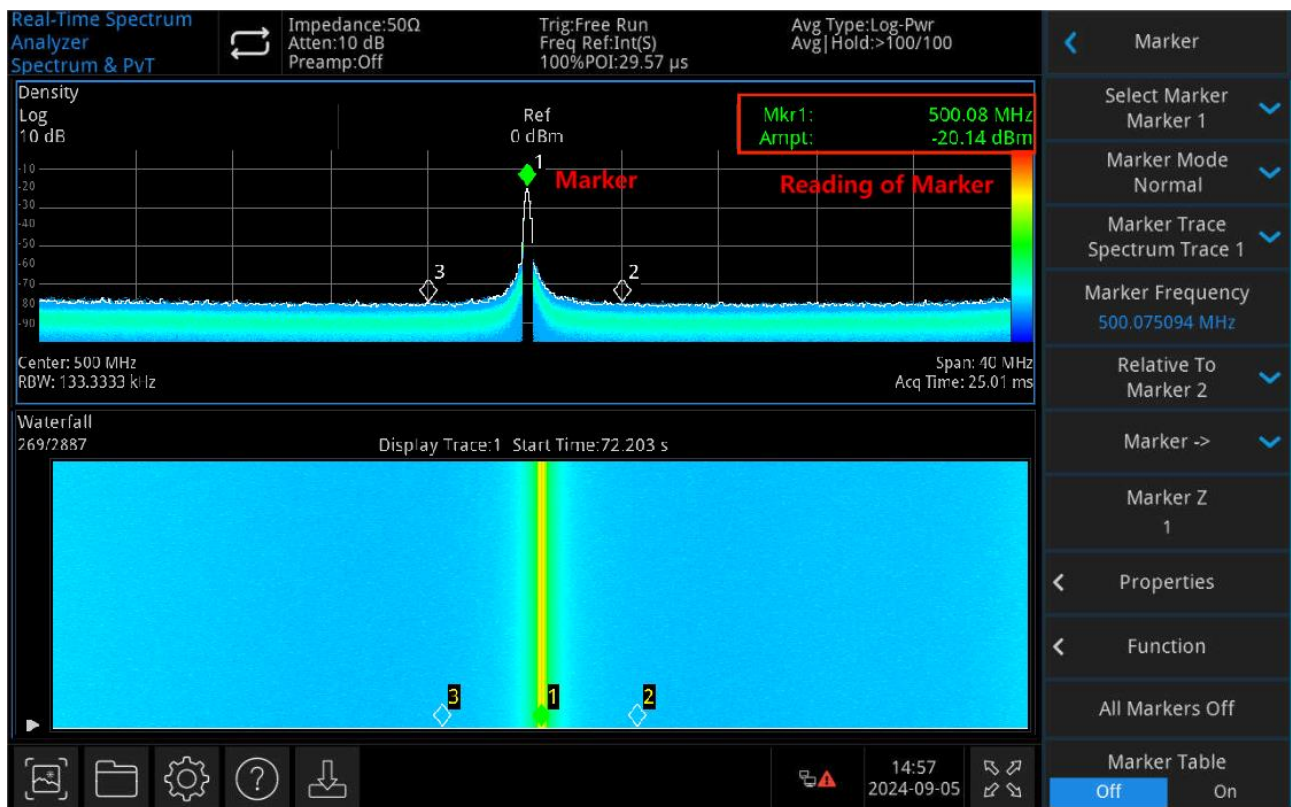 Real-Time Spectrum
Analyzer
Spectrum & PvT
Impedance:50Ω
Atten:10 dB
Preamp:Off
Trig:Free Run
Freq Ref:Int(S)
100%POI:29.57 µs
Avg Type:Log-Pwr
Avg|Hold:>100/100
Density
Log
10 dB
Ref
0 dBm
Mkr1: 500.08 MHz
Ampt: -20.14 dBm
-10
-20
-30
-40
-50
-60
-70
80
-90
1
Marker
Reading of Marker
3
2
Center: 500 MHz
RBW: 133.3333 kHz
Span: 40 MHz
Acq Time: 25.01 ms
Waterfall
269/2887
Display Trace:1 Start Time:72.203 s
3
1
2
Marker
Select Marker
Marker 1
Marker Mode
Normal
Marker Trace
Spectrum Trace 1
Marker Frequency
500.075094 MHz
Relative To
Marker 2
Marker ->
Marker Z
1
Properties
Function
All Markers Off
Marker Table
Off On
?
14:57
2024-09-05